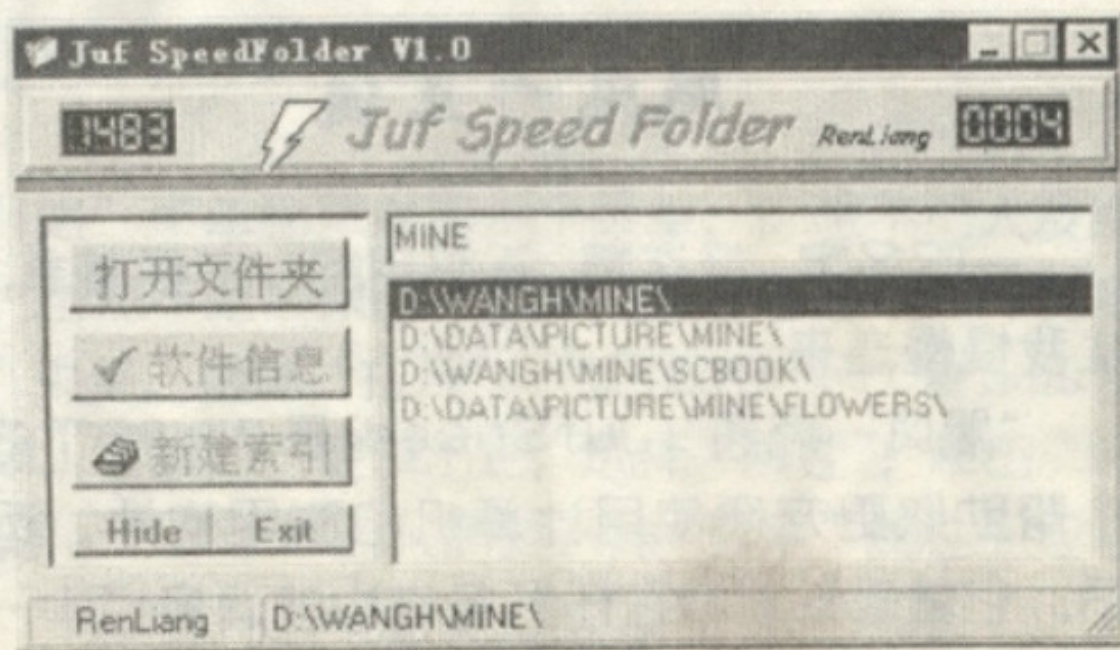 Juf SpeedFolder V1.0
1483 Juf Speed Folder RenLiang 0004
MINE
打开文件夹
D:\WANGH\MINE\
D:\DATA\PICTURE\MINE\
软件信息
D:\WANGH\MINE\SCBOOK\
D:\DATA\PICTURE\MINE\FLOWERS\
新建索引
Hide Exit
RenLiang D:\WANGH\MINE\